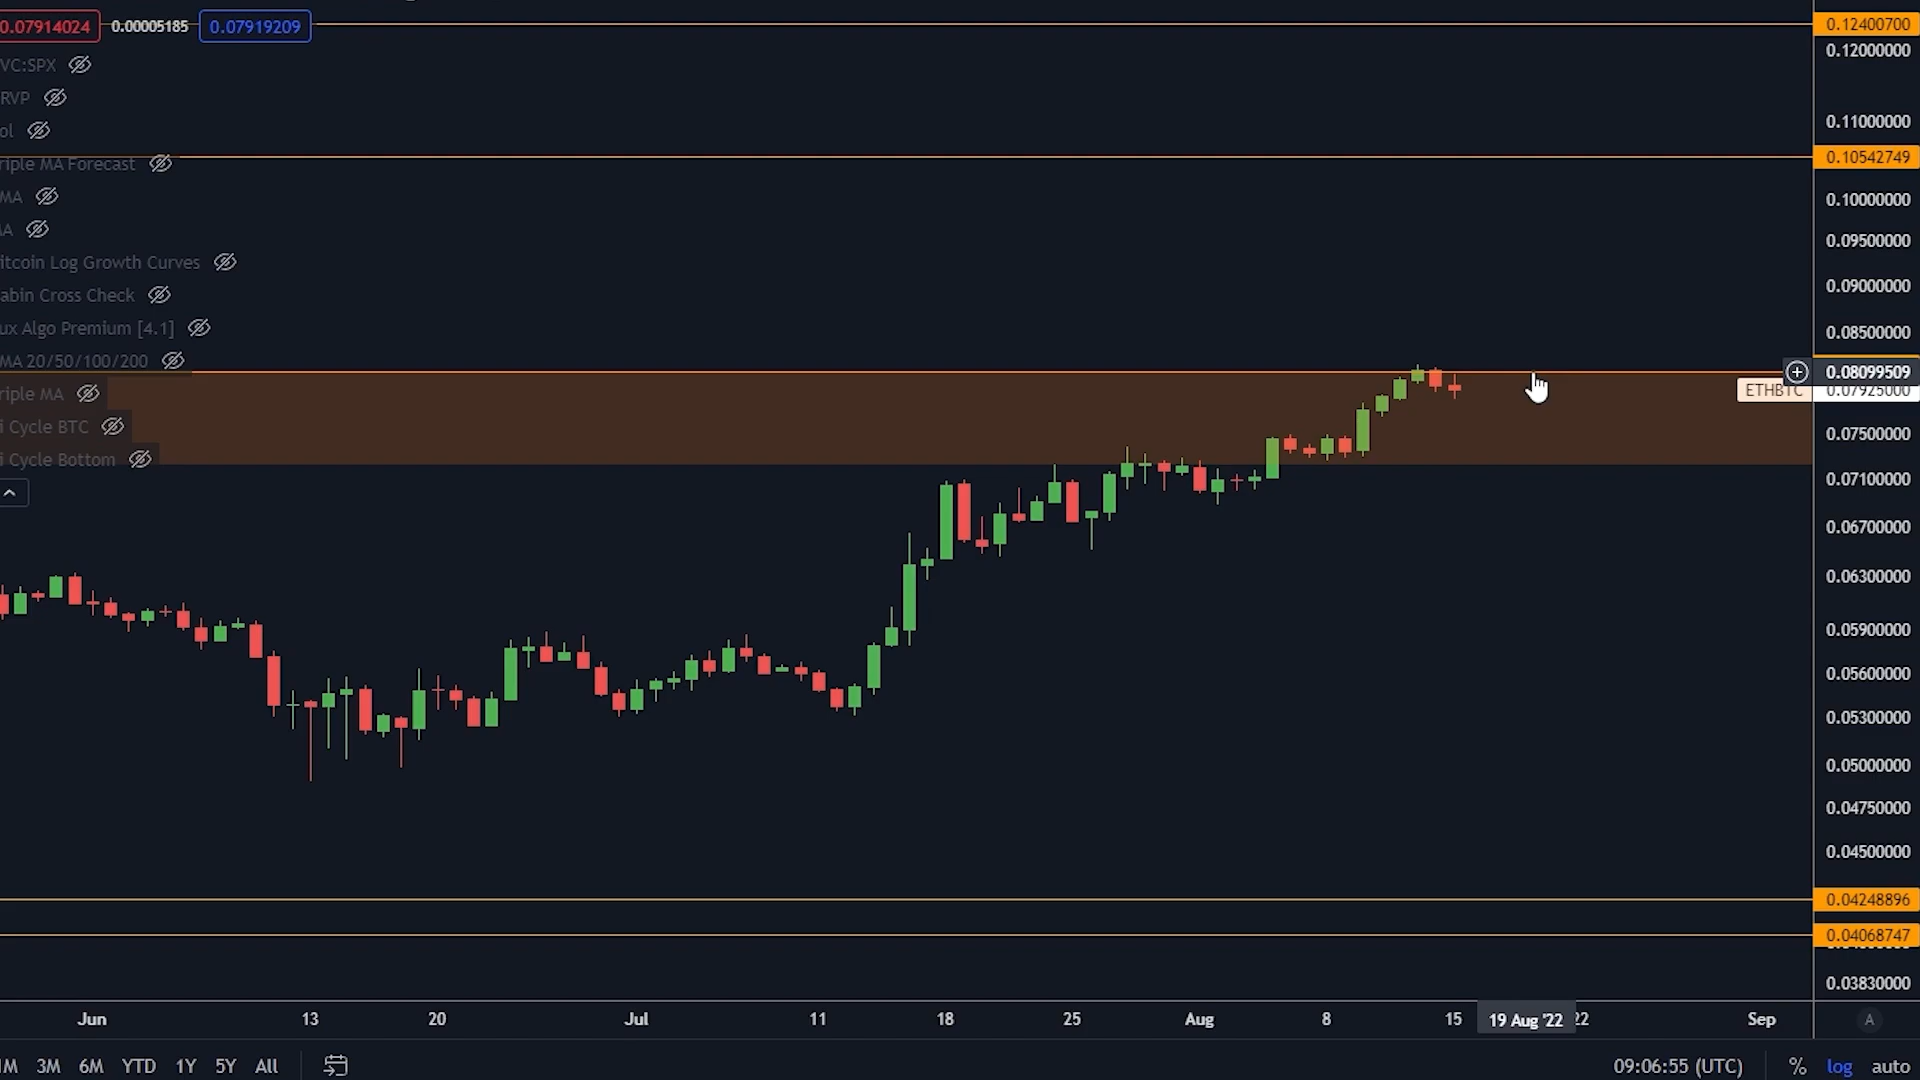 0.07914024 0.00005185 0.07919209
VC:SPX
RVP
ol
riple MA Forecast
MA
A
itcoin Log Growth Curves
abin Cross Check
ux Algo Premium [4.1]
MA 20/50/100/200
riple MA
i Cycle BTC
i Cycle Bottom
0.12400700
0.12000000
0.11000000
0.10542749
0.10000000
0.09500000
0.09000000
0.08500000
0.08099509
ETHBTC 0.07925000
0.07500000
0.07100000
0.06700000
0.06300000
0.05900000
0.05600000
0.05300000
0.05000000
0.04750000
0.04500000
0.04248896
0.04068747
0.03830000
Jun 13 20 Jul 11 18 25 Aug 8 15 19 Aug '22 22 Sep A
1M 3M 6M YTD 1Y 5Y All 09:06:55 (UTC) % log auto